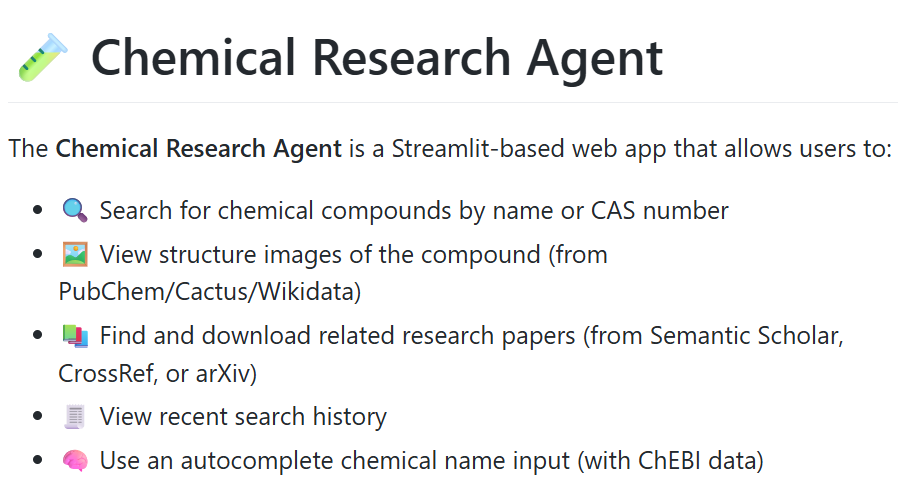 Chemical Research Agent
The Chemical Research Agent is a Streamlit-based web app that allows users to:
Search for chemical compounds by name or CAS number
View structure images of the compound (from
PubChem/Cactus/Wikidata)
Find and download related research papers (from Semantic Scholar,
CrossRef, or arXiv)
View recent search history
Use an autocomplete chemical name input (with ChEBI data)